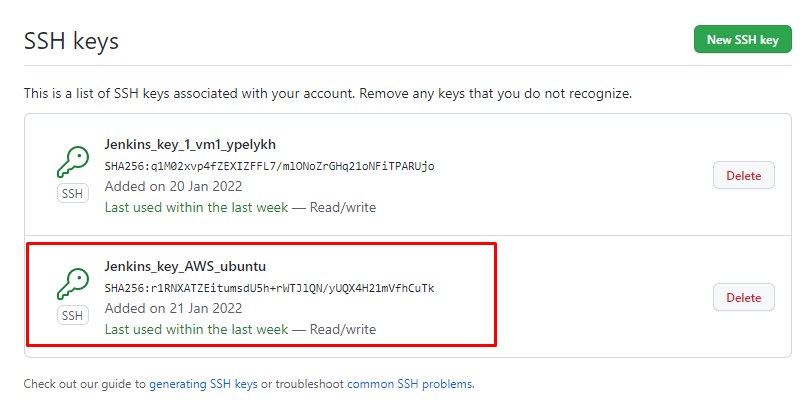 SSH keys
New SSH key
This is a list of SSH keys associated with your account. Remove any keys that you do not recognize.
Jenkins_key_1_vm1_ypelykh
SHA256:q1M02xvp4fZEXIZFFL7/mlONoZrGHq21oNFiTPARUjo
SSH
Added on 20 Jan 2022
Last used within the last week — Read/write
Delete
Jenkins_key_AWS_ubuntu
SHA256:r1RNXATZEitumsdU5h+rWTJlQN/yUQX4H21mVfhCuTk
SSH
Added on 21 Jan 2022
Last used within the last week — Read/write
Delete
Check out our guide to generating SSH keys or troubleshoot common SSH problems.